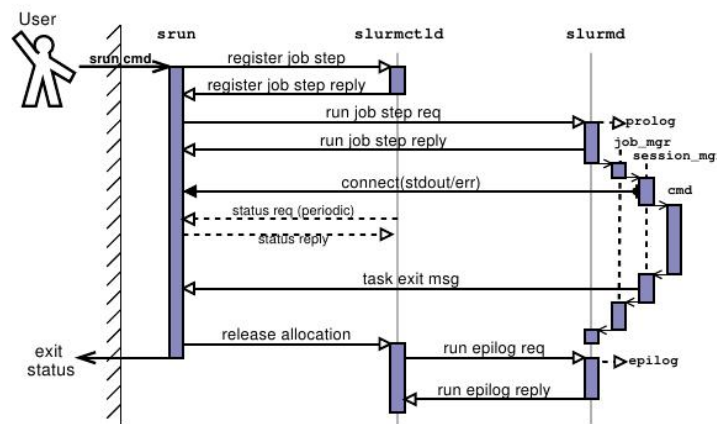 User
srun
slurmctld
slurmd
srun cmd
register job step
register job step reply
run job step req
prolog
run job step reply
job_mgr
session_mgr
connect(stdout/err)
cmd
status req (periodic)
status reply
task exit msg
release allocation
exit
status
run epilog req
epilog
run epilog reply